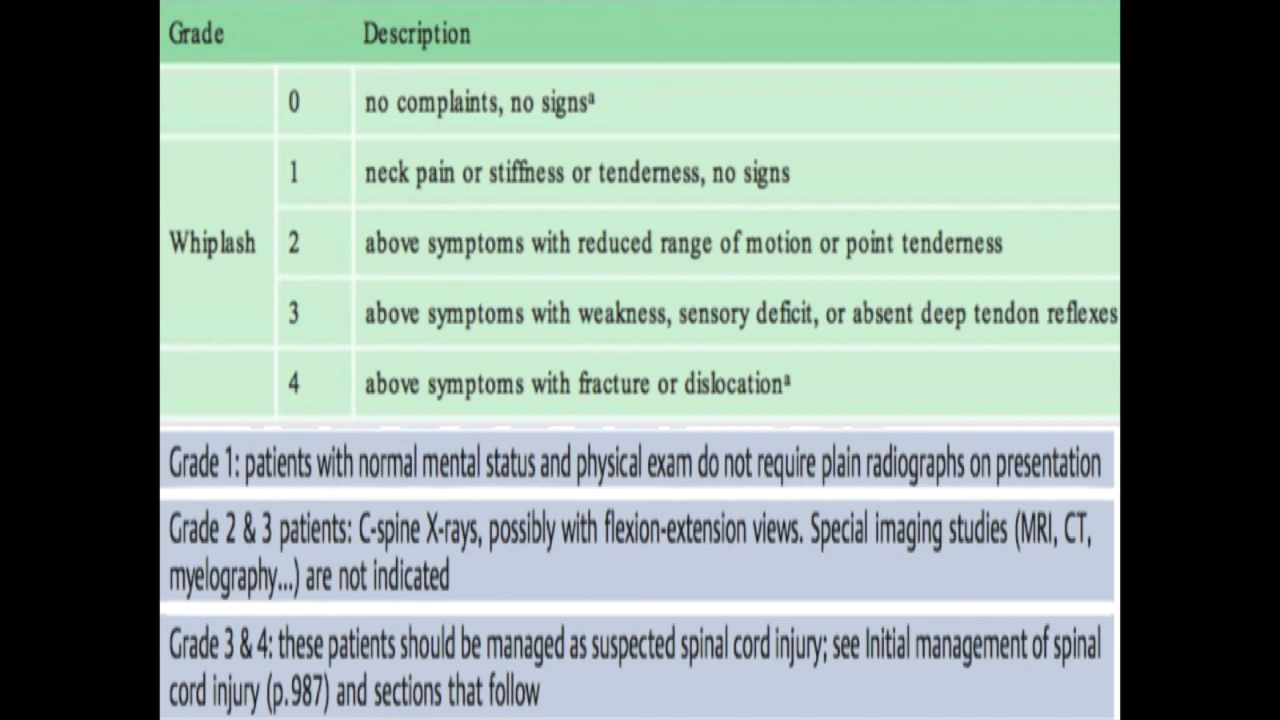 Grade Description
0 no complaints, no signsª
1 neck pain or stiffness or tenderness, no signs
Whiplash 2 above symptoms with reduced range of motion or point tenderness
3 above symptoms with weakness, sensory deficit, or absent deep tendon reflexes
4 above symptoms with fracture or dislocationª
Grade 1: patients with normal mental status and physical exam do not require plain radiographs on presentation
Grade 2 & 3 patients: C-spine X-rays, possibly with flexion-extension views. Special imaging studies (MRI, CT,
myelography...) are not indicated
Grade 3 & 4: these patients should be managed as suspected spinal cord injury; see Initial management of spinal
cord injury (p.987) and sections that follow